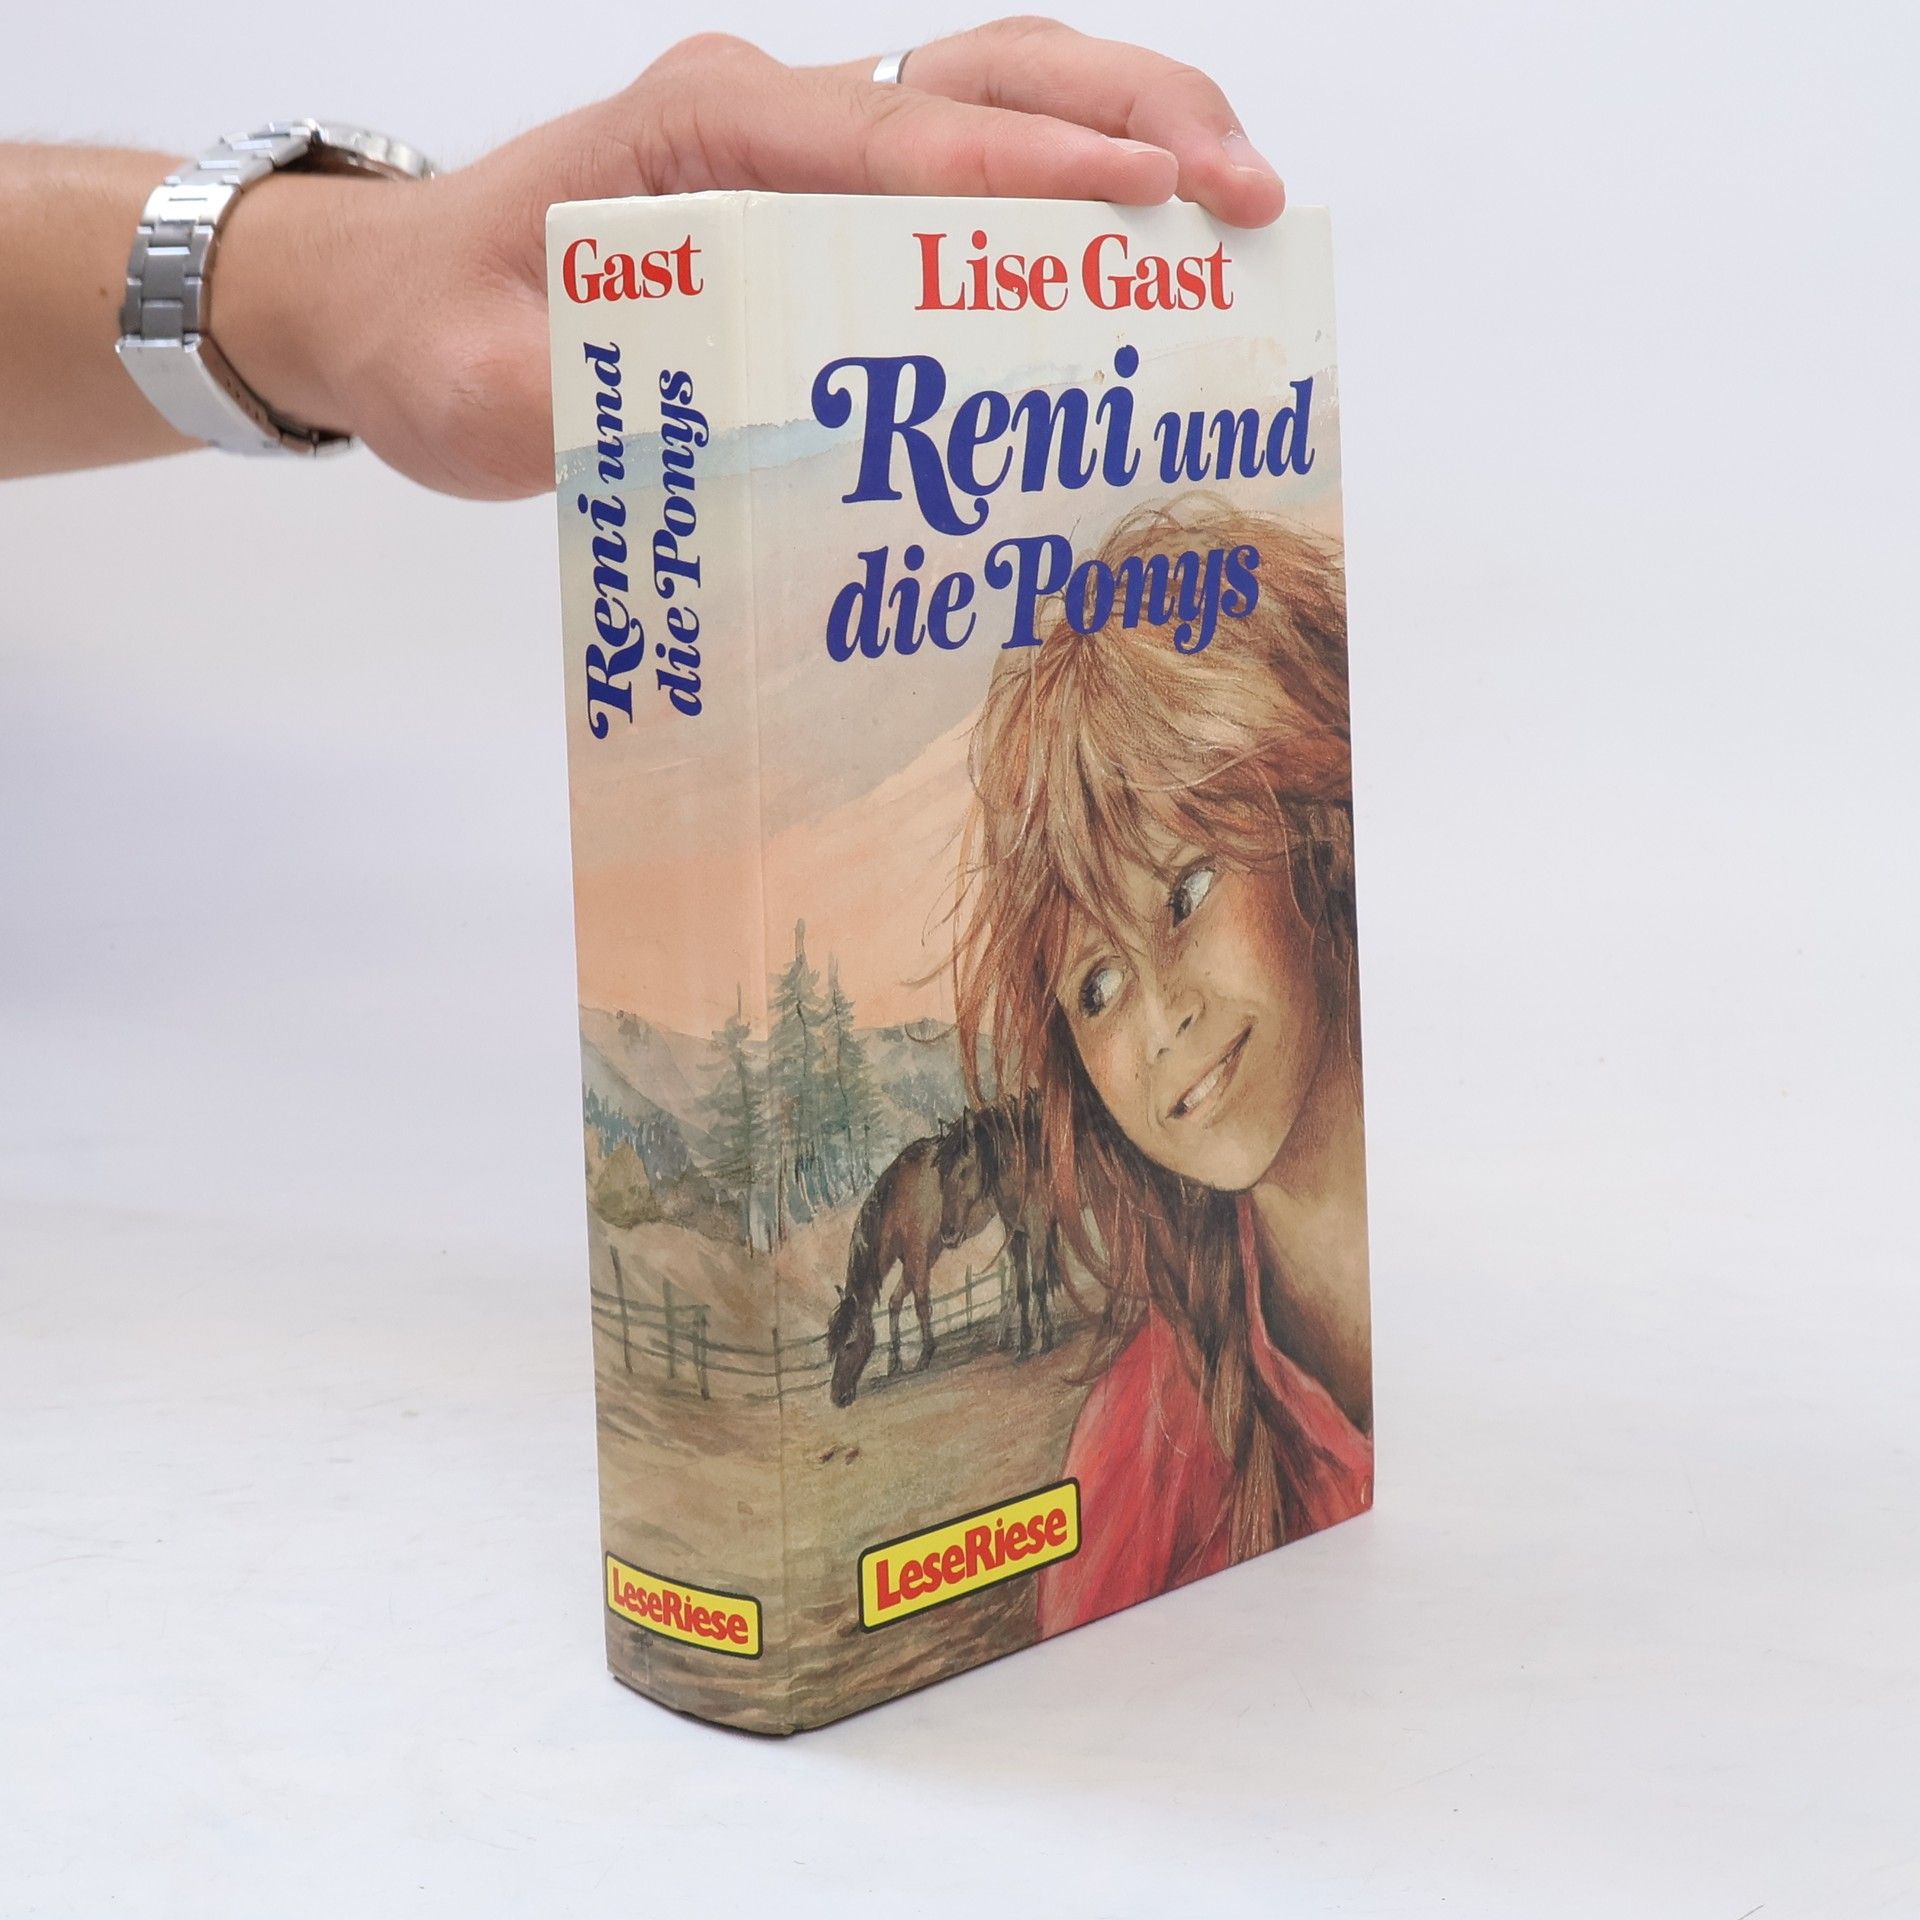 Gast
Reni und
die Ponys
LeseRiese
Lise Gast
Reni und
die Ponys
LeseRiese